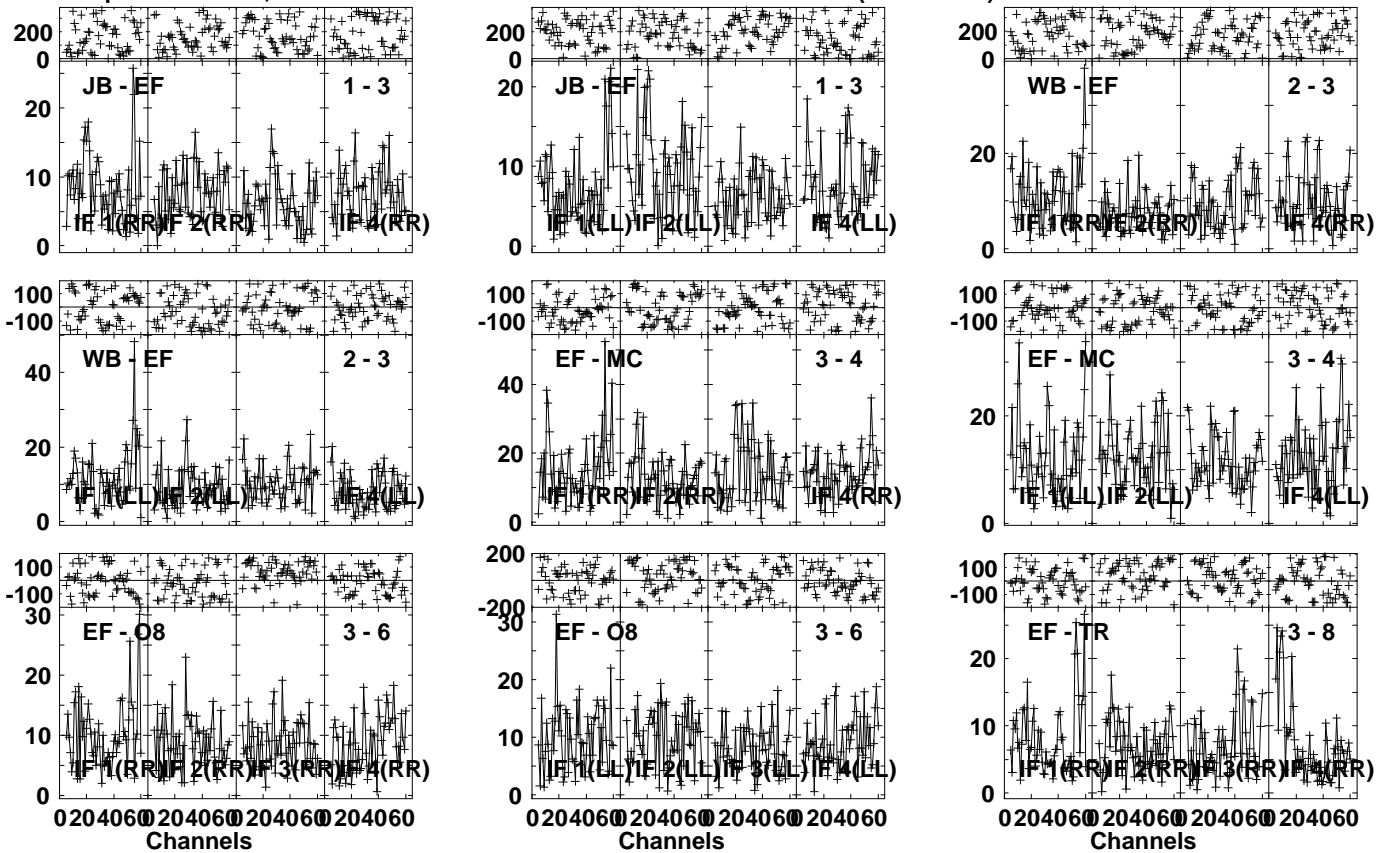 200 200 200
0 0 0
JB - EF 1 - 3 JB - EF 1 - 3 WB - EF 2 - 3
20 20 20
10 10
IF 1(RR) IF 2(RR) IF 4(RR) IF 1(LL) IF 2(LL) IF 4(LL) IF 1(RR) IF 2(RR) IF 4(RR)
0 0 0
100 100 100
-100 -100 -100
WB - EF 2 - 3 EF - MC 3 - 4 EF - MC 3 - 4
40 40
20 20 20
IF 1(LL) IF 2(LL) IF 4(LL) IF 1(RR) IF 2(RR) IF 4(RR) IF 1(LL) IF 2(LL) IF 4(LL)
0 0 0
100 200 100
-100 -200 -100
30 30
EF - O8 3 - 6 EF - O8 3 - 6 EF - TR 3 - 8
20 20 20
10 10 10
IF 1(RR) IF 2(RR) IF 3(RR) IF 4(RR) IF 1(LL) IF 2(LL) IF 3(LL) IF 4(LL) IF 1(RR) IF 2(RR) IF 3(RR) IF 4(RR)
0 0 0
0 20 40 60 0 20 40 60 0 20 40 60 0 20 40 60 0 20 40 60 0 20 40 60 0 20 40 60 0 20 40 60 0 20 40 60 0 20 40 60 0 20 40 60 0 20 40 60
Channels Channels Channels